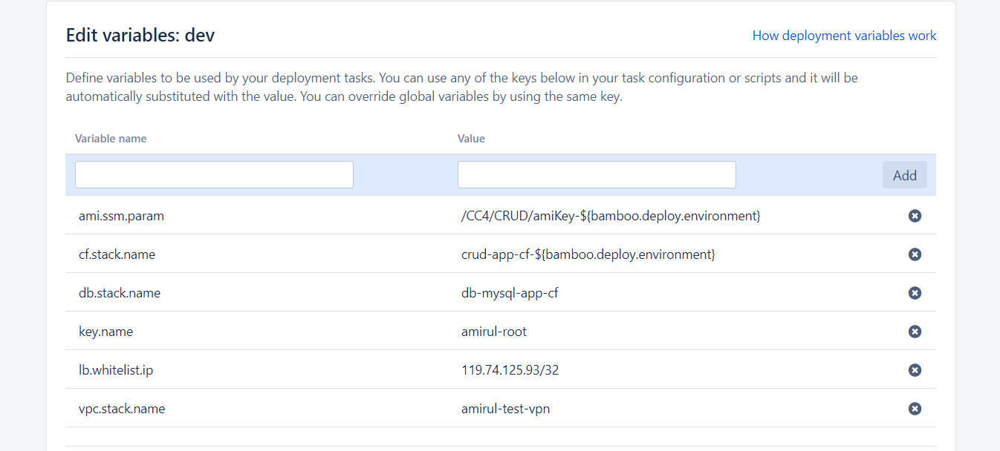 Edit variables: dev
How deployment variables work
Define variables to be used by your deployment tasks. You can use any of the keys below in your task configuration or scripts and it will be
automatically substituted with the value. You can override global variables by using the same key.
Variable name Value
Add
ami.ssm.param /CC4/CRUD/amiKey-${bamboo.deploy.environment}
cf.stack.name crud-app-cf-${bamboo.deploy.environment}
db.stack.name db-mysql-app-cf
key.name amirul-root
lb.whitelist.ip 119.74.125.93/32
vpc.stack.name amirul-test-vpn